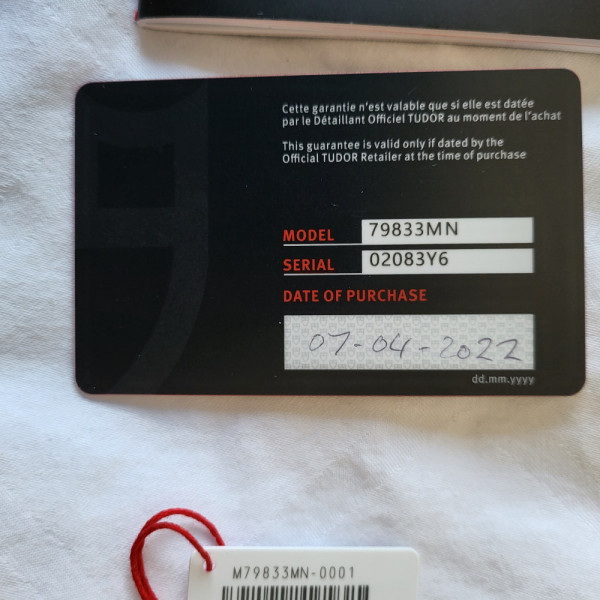 Cette garantie n'est valable que si elle est datée
par le Détaillant Officiel TUDOR au moment de l'achat
This guarantee is valid only if dated by the
Official TUDOR Retailer at the time of purchase
MODEL 79833MN
SERIAL 02083Y6
DATE OF PURCHASE
07-04-2022
dd.mm.yyyy
M79833MN-0001